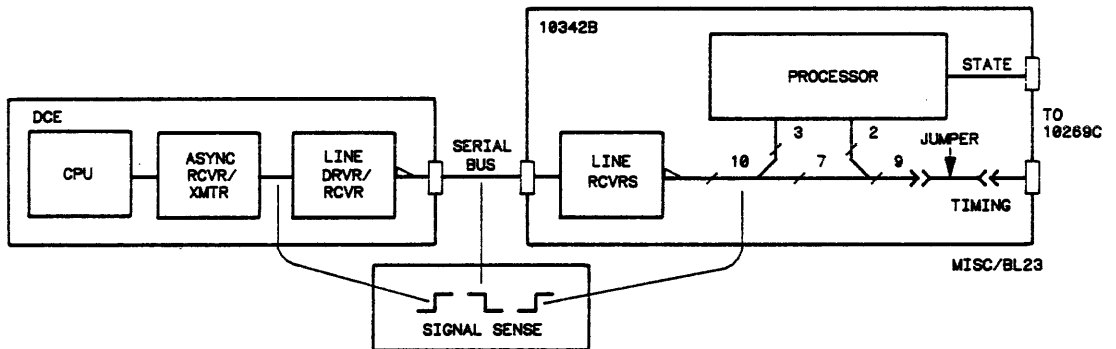 10342B
PROCESSOR
STATE
TO
10269C
DCE
CPU
ASYNC
RCVR/
XMTR
LINE
DRVR/
RCVR
SERIAL
BUS
LINE
RCVRS
10
3
7
2
9
JUMPER
TIMING
MISC/BL23
SIGNAL SENSE